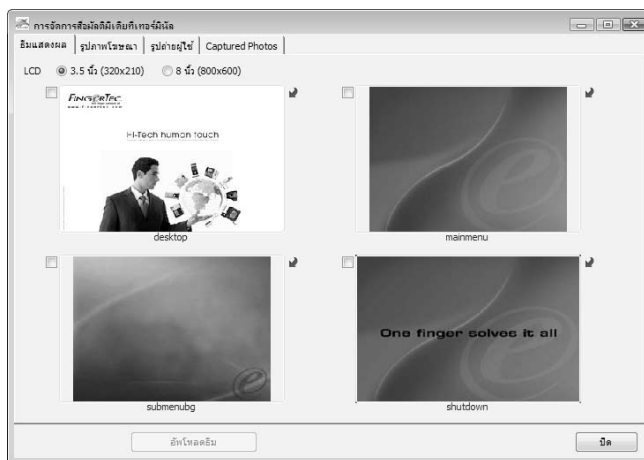 การจัดการสื่อมัลติมีเดียที่เทอร์มินัล
ธีมแสดงผล รูปภาพโฆษณา รูปถ่ายผู้ใช้ Captured Photos
LCD 3.5 นิ้ว (320x210) 8 นิ้ว (800x600)
FINGERTEC
Hi-Tech human touch
desktop
mainmenu
One finger solves it all
submenubg
shutdown
อัพโหลดธีม
ปิด